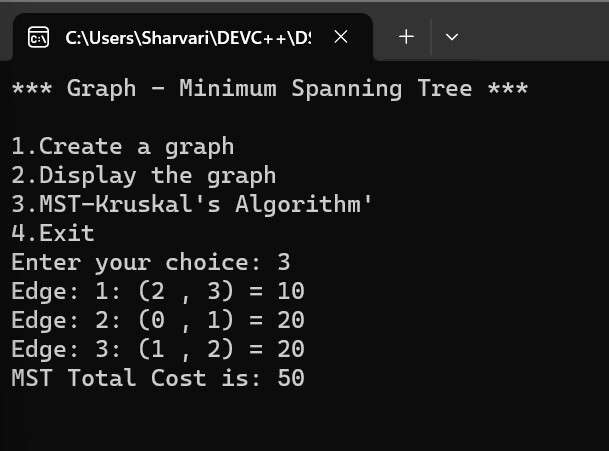 C:\Users\Sharvari\DEVC++\DS
*** Graph - Minimum Spanning Tree ***
1.Create a graph
2.Display the graph
3.MST-Kruskal's Algorithm'
4.Exit
Enter your choice: 3
Edge: 1: (2 , 3) = 10
Edge: 2: (0 , 1) = 20
Edge: 3: (1 , 2) = 20
MST Total Cost is: 50